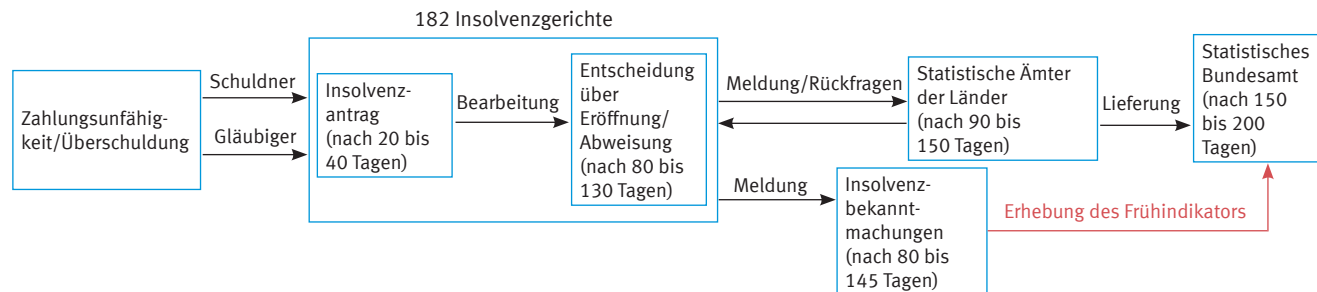 182 Insolvenzgerichte
Zahlungsunfähig-
keit/Überschuldung
Schuldner
Gläubiger
Insolvenz-
antrag
(nach 20 bis
40 Tagen)
Bearbeitung
Entscheidung
über
Eröffnung/
Abweisung
(nach 80 bis
130 Tagen)
Meldung/Rückfragen
Statistische Ämter
der Länder
(nach 90 bis
150 Tagen)
Lieferung
Statistisches
Bundesamt
(nach 150
bis 200
Tagen)
Meldung
Insolvenz-
bekannt-
machungen
(nach 80 bis
145 Tagen)
Erhebung des Frühindikators